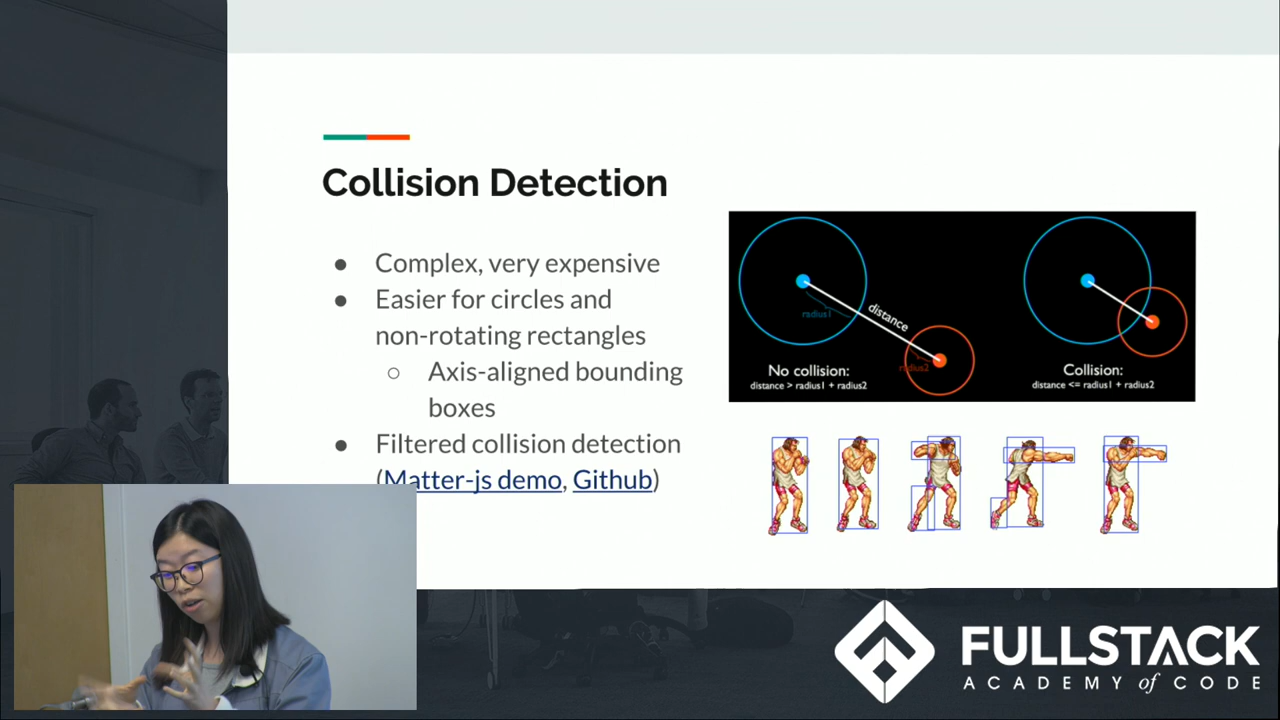 Collision Detection
● Complex, very expensive
● Easier for circles and
non-rotating rectangles
○ Axis-aligned bounding
boxes
● Filtered collision detection
(Matter-js demo, Github)
radius1
distance
radius2
No collision:
distance > radius1 + radius2
Collision:
distance <= radius1 + radius2
FULLSTACK
ACADEMY of CODE